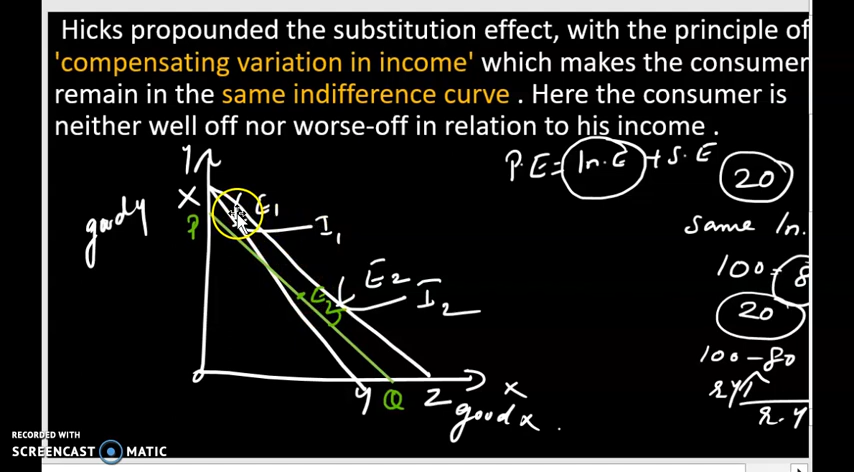 Hicks propounded the substitution effect, with the principle of
'compensating variation in income' which makes the consumer
remain in the same indifference curve . Here the consumer is
neither well off nor worse-off in relation to his income .
P.E = In.E + S.E
20
Y
X
E1
good y
P
I1
same In.
100-8
E2
E3
I2
20
100-80
Y
Q
Z
X
good x .
r.y
RECORDED WITH
SCREENCAST MATIC